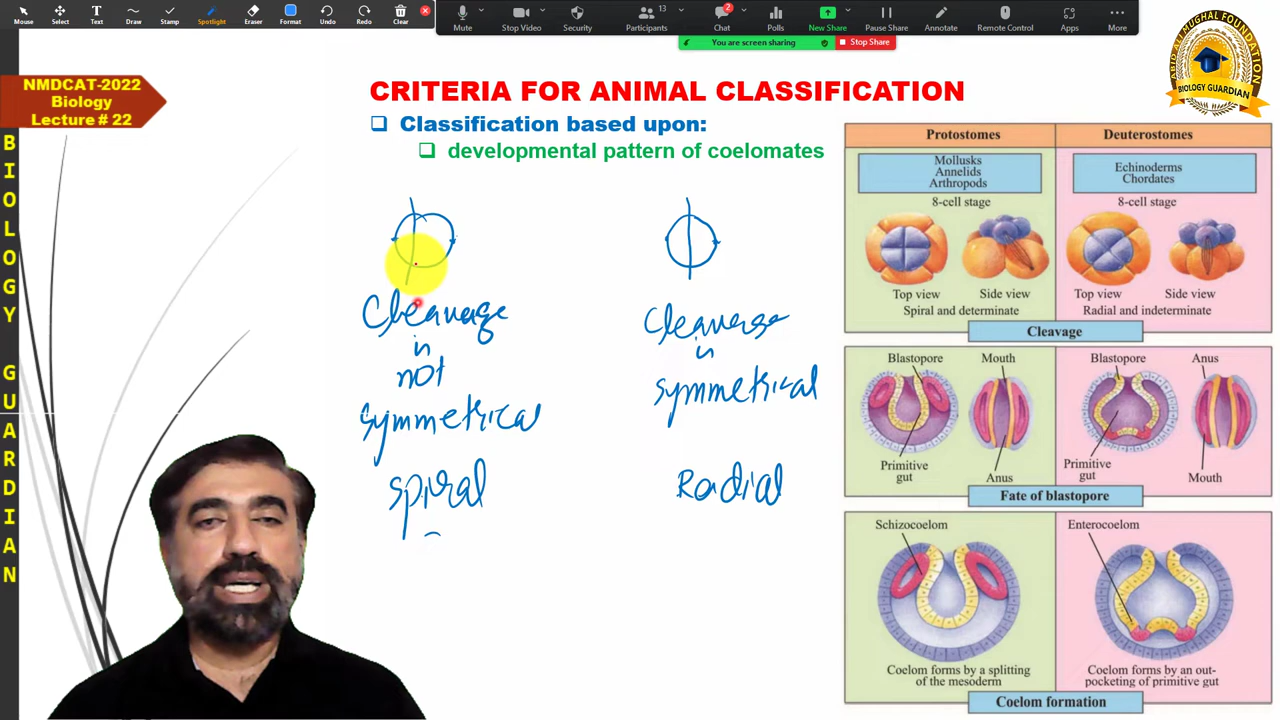 Mouse
Select
Text
Draw
Stamp
Spotlight
Eraser
Format
Undo
Redo
Clear
Mute
Stop Video
Security
Participants
13
Chat
2
Polls
New Share
Pause Share
Annotate
Remote Control
Apps
More
You are screen sharing
Stop Share
NMDCAT-2022
Biology
Lecture # 22
BIOLOGY GUARDIAN
ABID ALI MUGHAL FOUNDATION
BIOLOGY GUARDIAN
CRITERIA FOR ANIMAL CLASSIFICATION
Classification based upon:
developmental pattern of coelomates
Cleavage
is
not
symmetrical
spiral
Cleavage
is
symmetrical
Radial
Protostomes
Deuterostomes
Mollusks
Annelids
Arthropods
Echinoderms
Chordates
8-cell stage
8-cell stage
Top view
Side view
Top view
Side view
Spiral and determinate
Radial and indeterminate
Cleavage
Blastopore
Mouth
Blastopore
Anus
Primitive
gut
Anus
Primitive
gut
Mouth
Fate of blastopore
Schizocoelom
Enterocoelom
Coelom forms by a splitting
of the mesoderm
Coelom forms by an out-
pocketing of primitive gut
Coelom formation